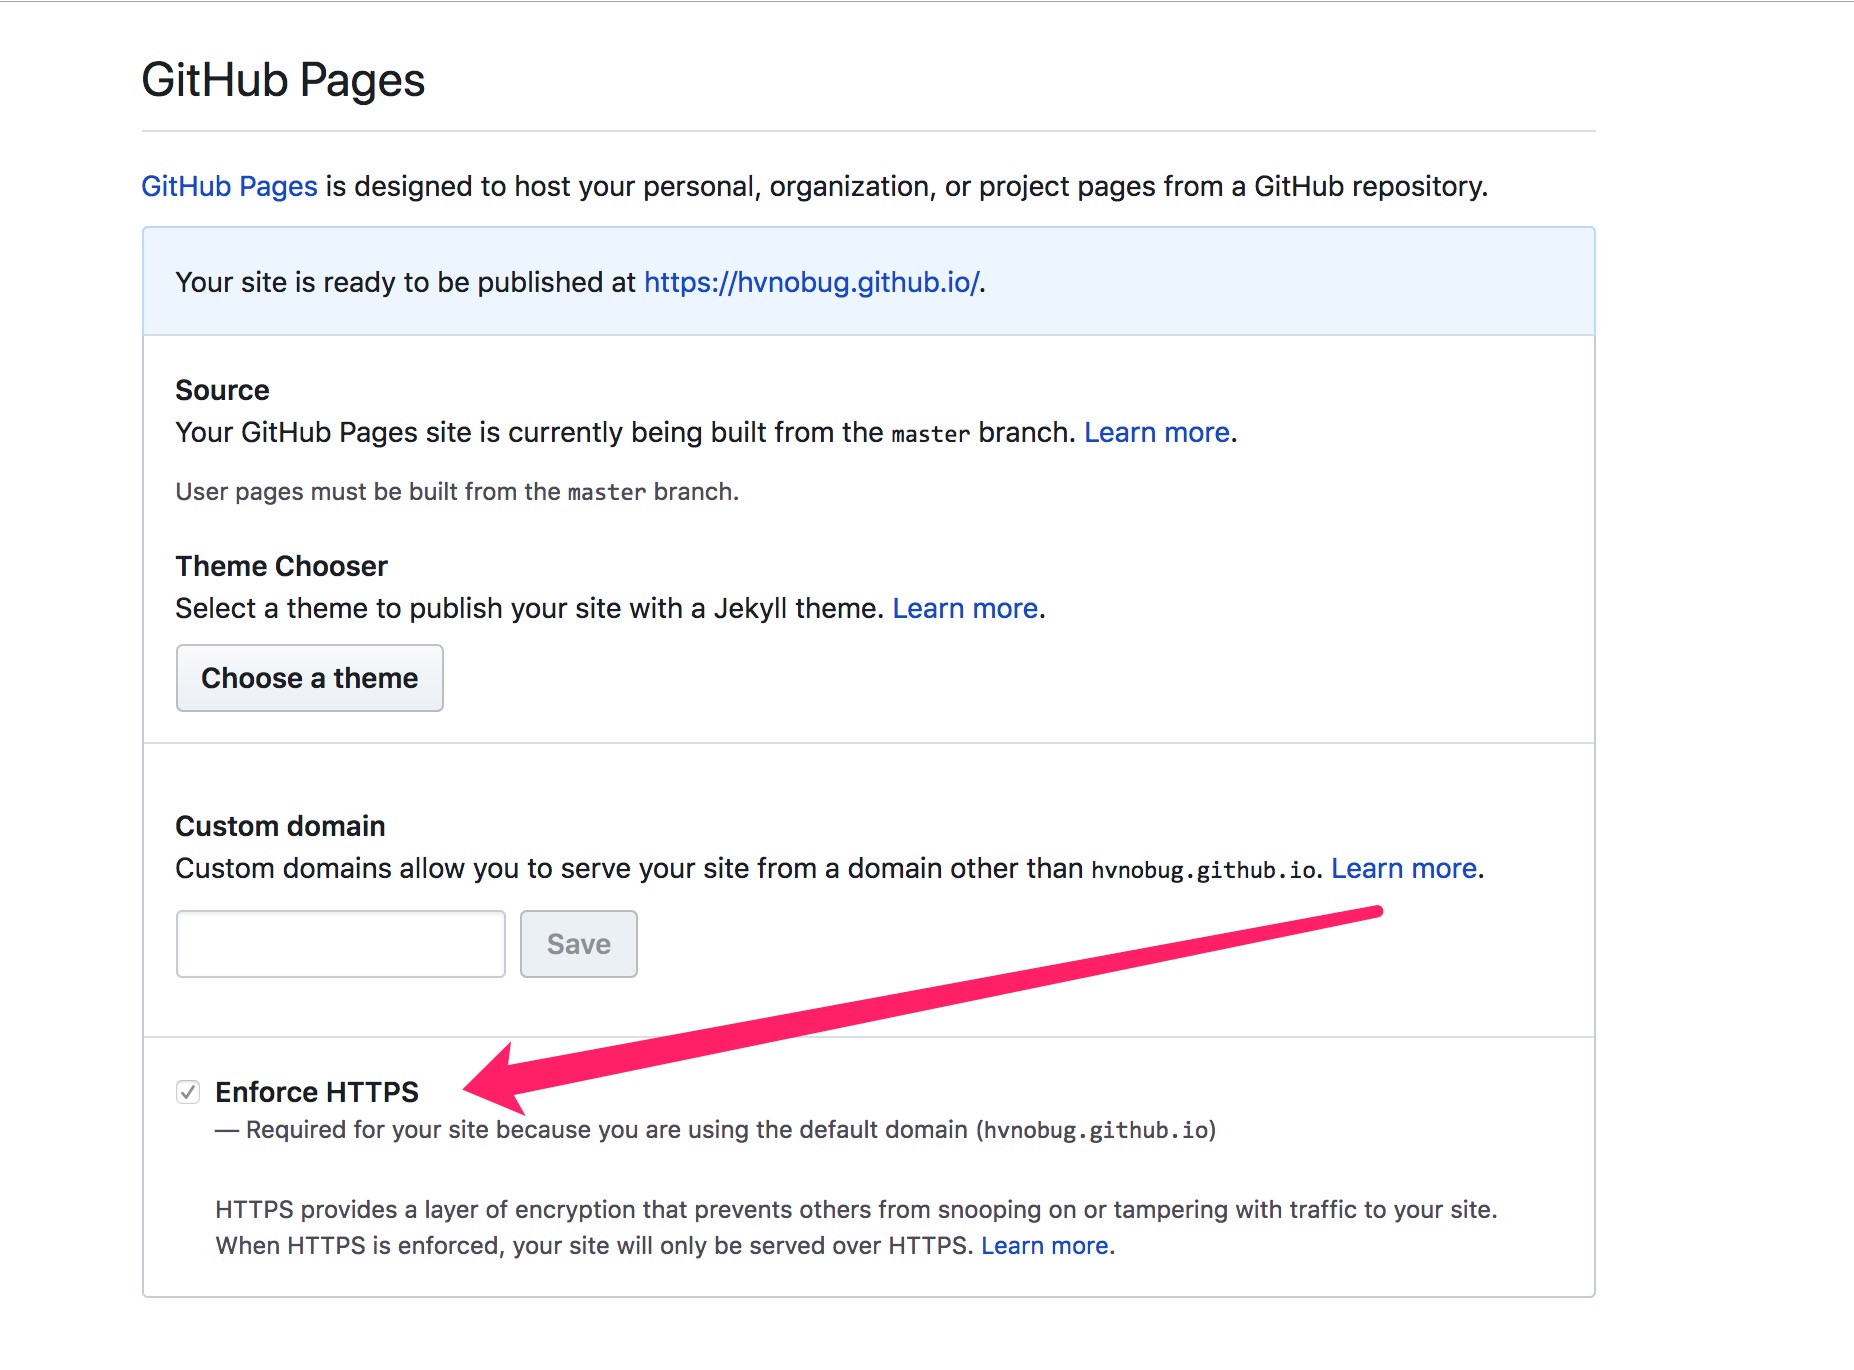 GitHub Pages
GitHub Pages is designed to host your personal, organization, or project pages from a GitHub repository.
Your site is ready to be published at https://hvnobug.github.io/.
Source
Your GitHub Pages site is currently being built from the master branch. Learn more.
User pages must be built from the master branch.
Theme Chooser
Select a theme to publish your site with a Jekyll theme. Learn more.
Choose a theme
Custom domain
Custom domains allow you to serve your site from a domain other than hvnobug.github.io. Learn more.
Save
Enforce HTTPS
— Required for your site because you are using the default domain (hvnobug.github.io)
HTTPS provides a layer of encryption that prevents others from snooping on or tampering with traffic to your site.
When HTTPS is enforced, your site will only be served over HTTPS. Learn more.